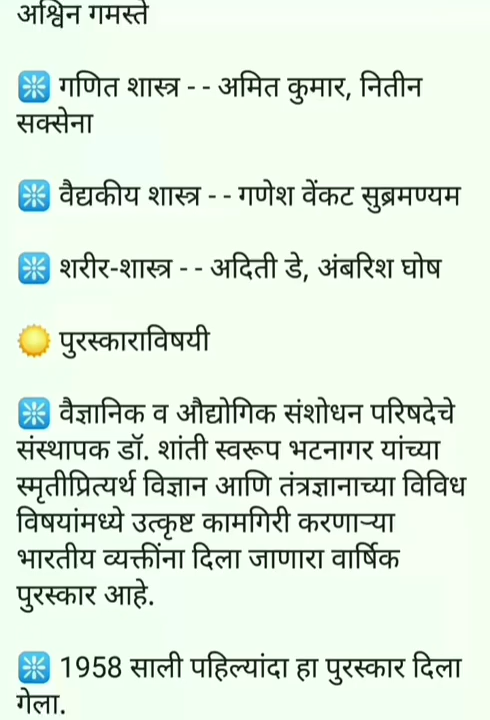 अश्विन गमस्ते
गणित शास्त्र - - अमित कुमार, नितीन
सक्सेना
वैद्यकीय शास्त्र - - गणेश वेंकट सुब्रमण्यम
शरीर-शास्त्र - - अदिती डे, अंबरिश घोष
पुरस्काराविषयी
वैज्ञानिक व औद्योगिक संशोधन परिषदेचे
संस्थापक डॉ. शांती स्वरूप भटनागर यांच्या
स्मृतीप्रित्यर्थ विज्ञान आणि तंत्रज्ञानाच्या विविध
विषयांमध्ये उत्कृष्ट कामगिरी करणाऱ्या
भारतीय व्यक्तींना दिला जाणारा वार्षिक
पुरस्कार आहे.
1958 साली पहिल्यांदा हा पुरस्कार दिला
गेला.